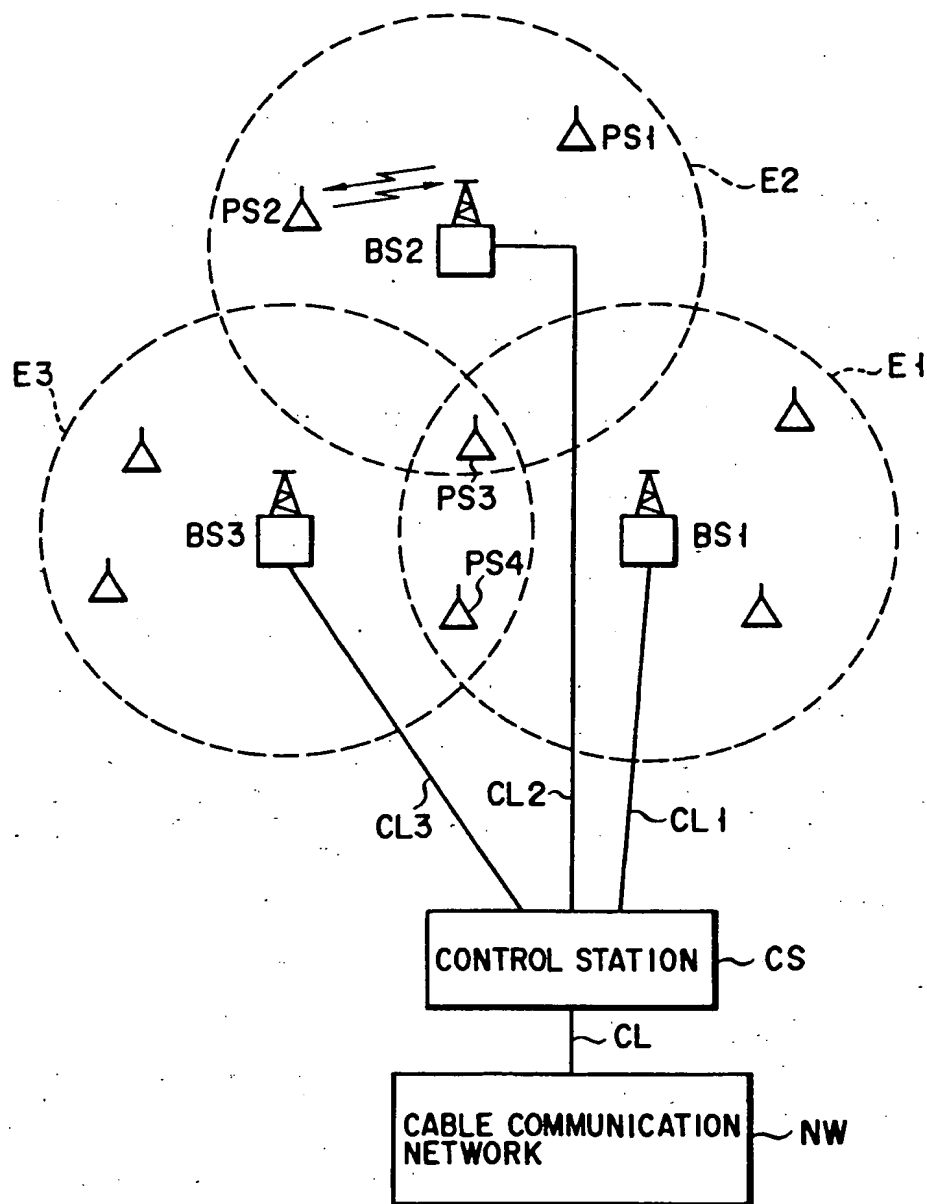 PS1
E2
PS2
BS2
E3
E1
PS3
BS3
BS1
PS4
CL3
CL2
CL1
CONTROL STATION
CS
CL
CABLE COMMUNICATION
NETWORK
NW